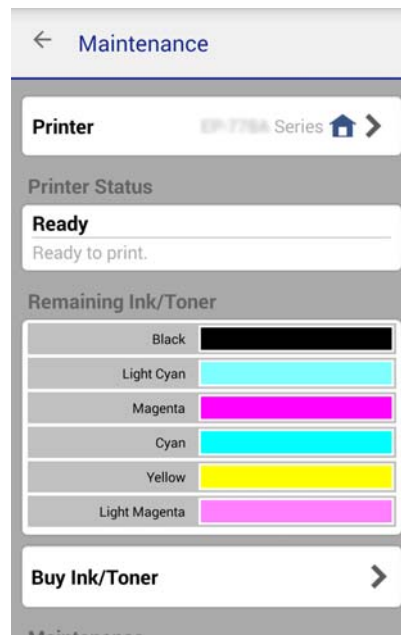 Maintenance
Printer Series
Printer Status
Ready
Ready to print.
Remaining Ink/Toner
Black
Light Cyan
Magenta
Cyan
Yellow
Light Magenta
Buy Ink/Toner